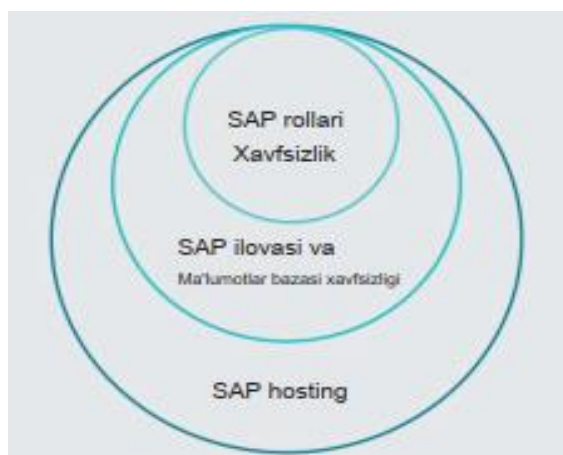 SAP rollari
Xavfsizlik
SAP ilovasi va
Ma'lumotlar bazasi xavfsizligi
SAP hosting